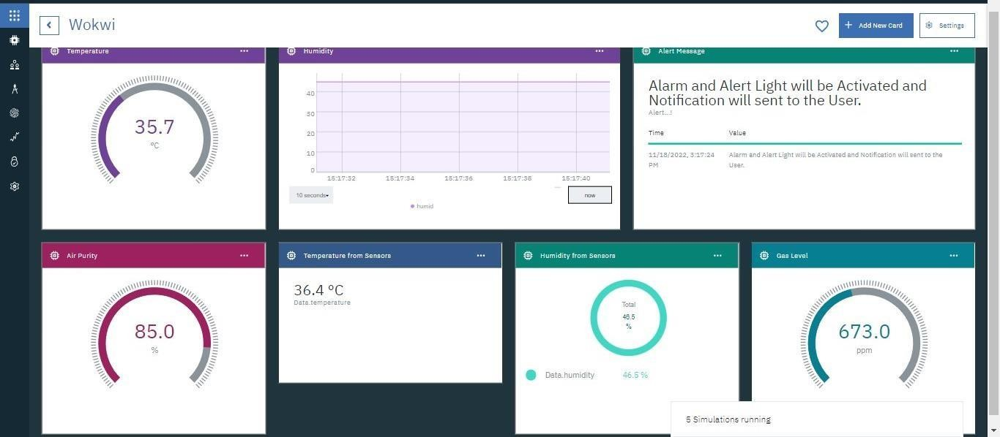 Wokwi
Add New Card
Settings
Temperature
35.7
°C
Humidity
40
30
20
10
0
15:17:32 15:17:34 15:17:36 15:17:38 15:17:40
10 seconds
now
humid
Alert Message
Alarm and Alert Light will be Activated and
Notification will sent to the User.
Alert...!
Time Value
11/18/2022, 3:17:24 Alarm and Alert Light will be Activated and Notification will sent to the
PM User.
Air Purity
85.0
%
Temperature from Sensors
36.4 °C
Data.temperature
Humidity from Sensors
Total
46.5
%
Data.humidity 46.5 %
Gas Level
673.0
ppm
5 Simulations running